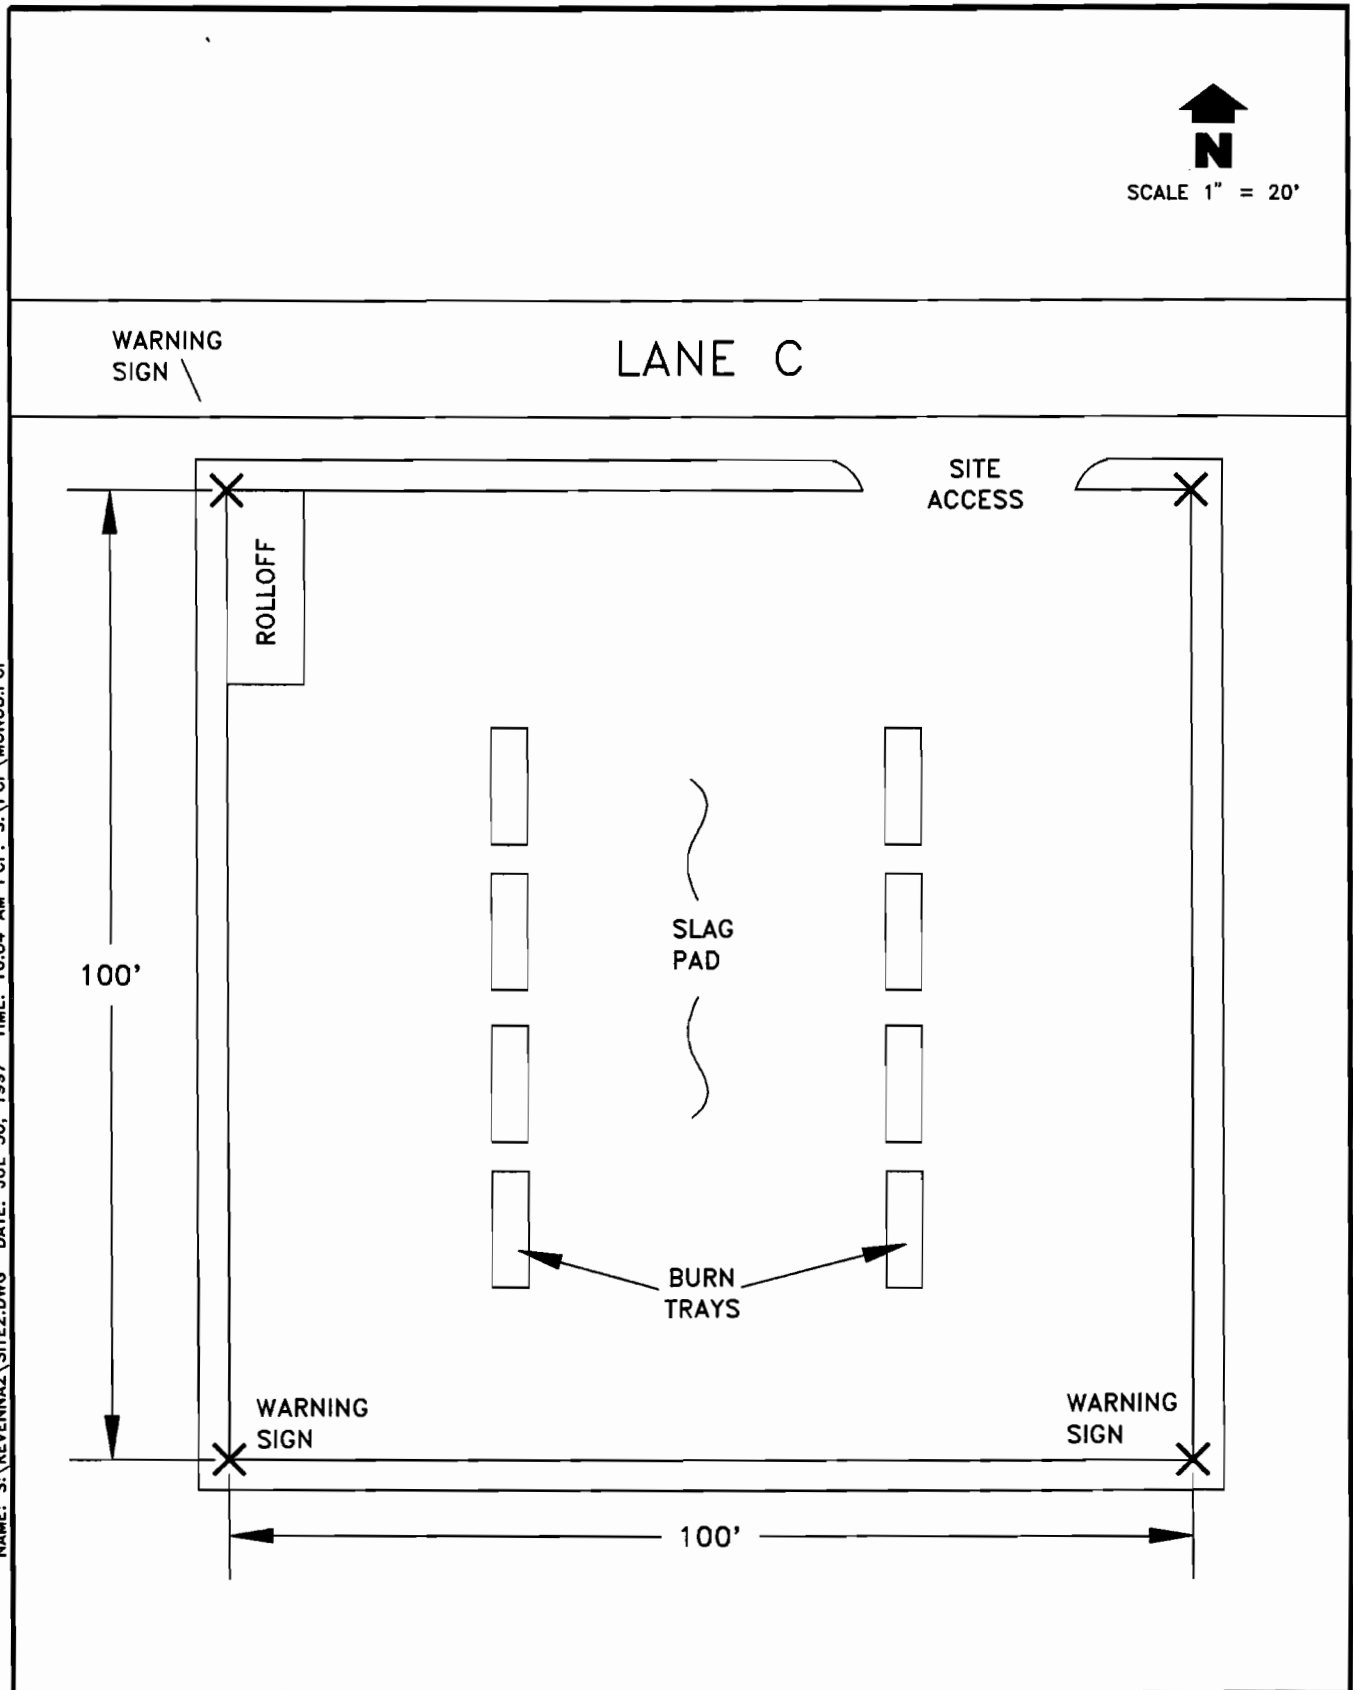 N
SCALE 1" = 20'
WARNING
SIGN
LANE C
SITE
ACCESS
ROLLOFF
SLAG
PAD
100'
BURN
TRAYS
WARNING
SIGN
WARNING
SIGN
100'